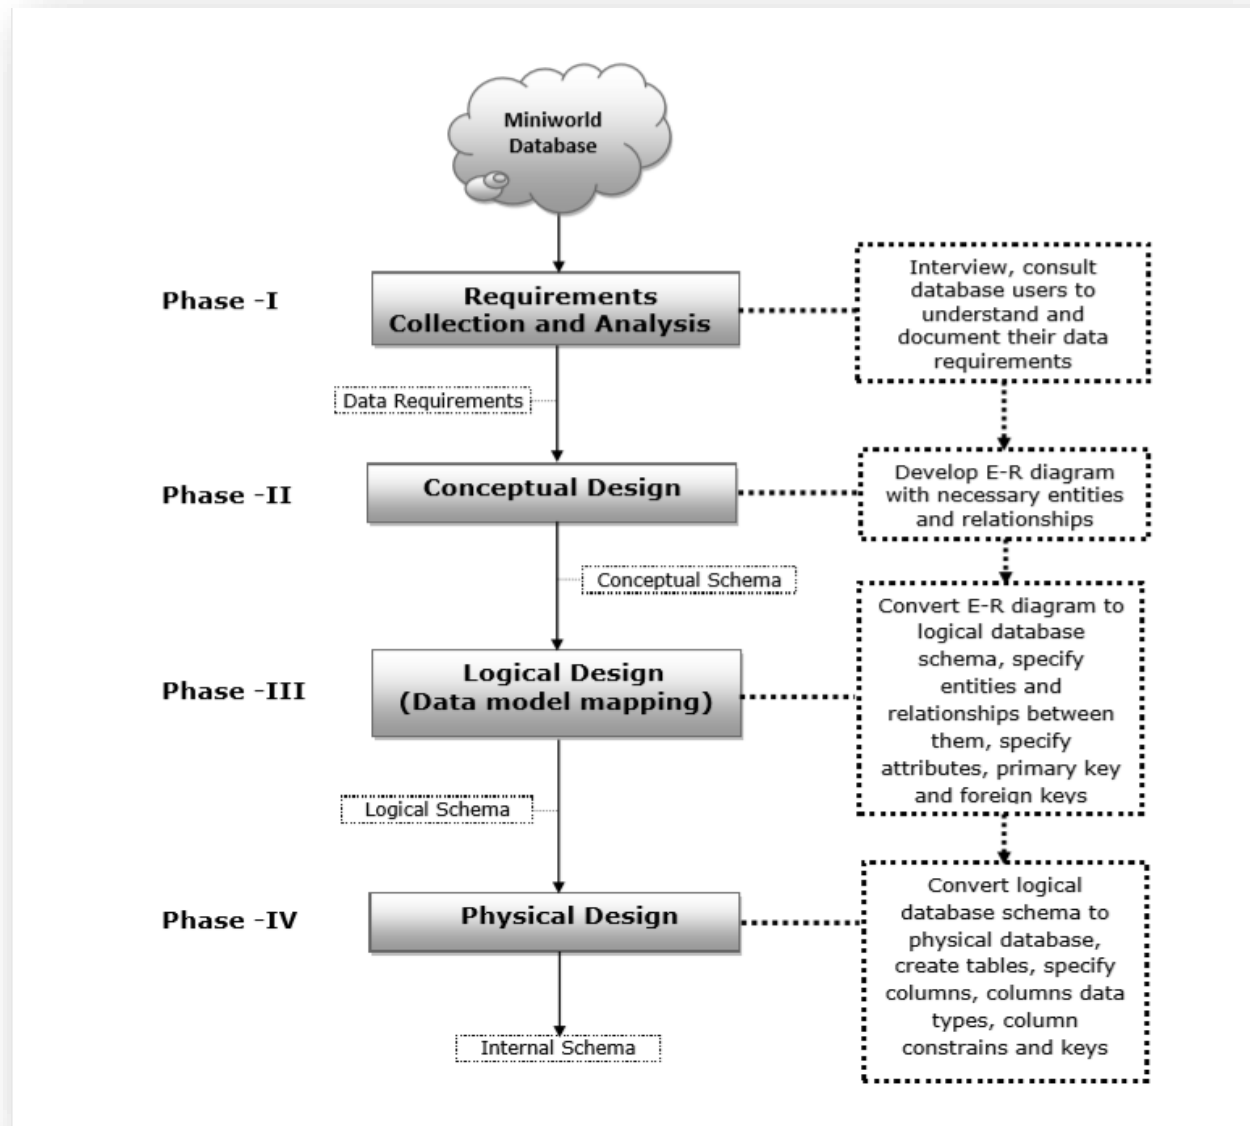 Miniworld
Database
Phase -I
Requirements
Collection and Analysis
Interview, consult
database users to
understand and
document their data
requirements
Data Requirements
Phase -II
Conceptual Design
Develop E-R diagram
with necessary entities
and relationships
Conceptual Schema
Phase -III
Logical Design
(Data model mapping)
Convert E-R diagram to
logical database
schema, specify
entities and
relationships between
them, specify
attributes, primary key
and foreign keys
Logical Schema
Phase -IV
Physical Design
Convert logical
database schema to
physical database,
create tables, specify
columns, columns data
types, column
constrains and keys
Internal Schema